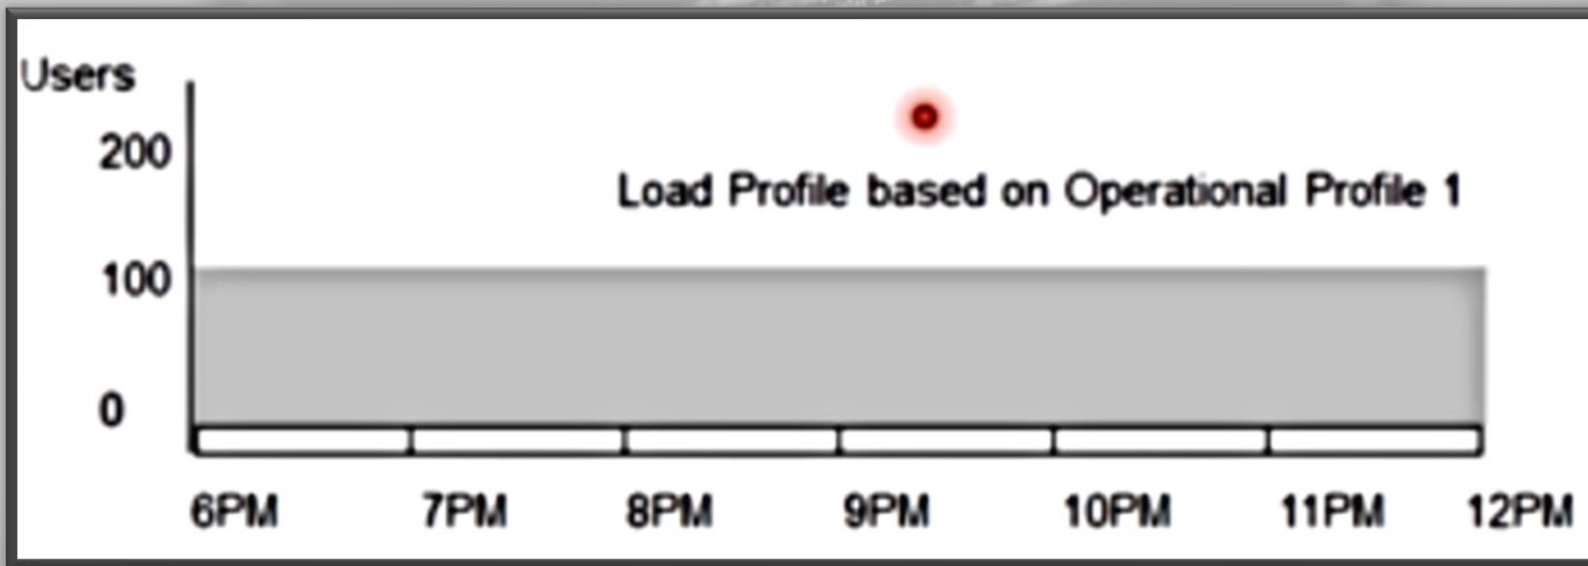 Users
200
Load Profile based on Operational Profile 1
100
0
6PM 7PM 8PM 9PM 10PM 11PM 12PM